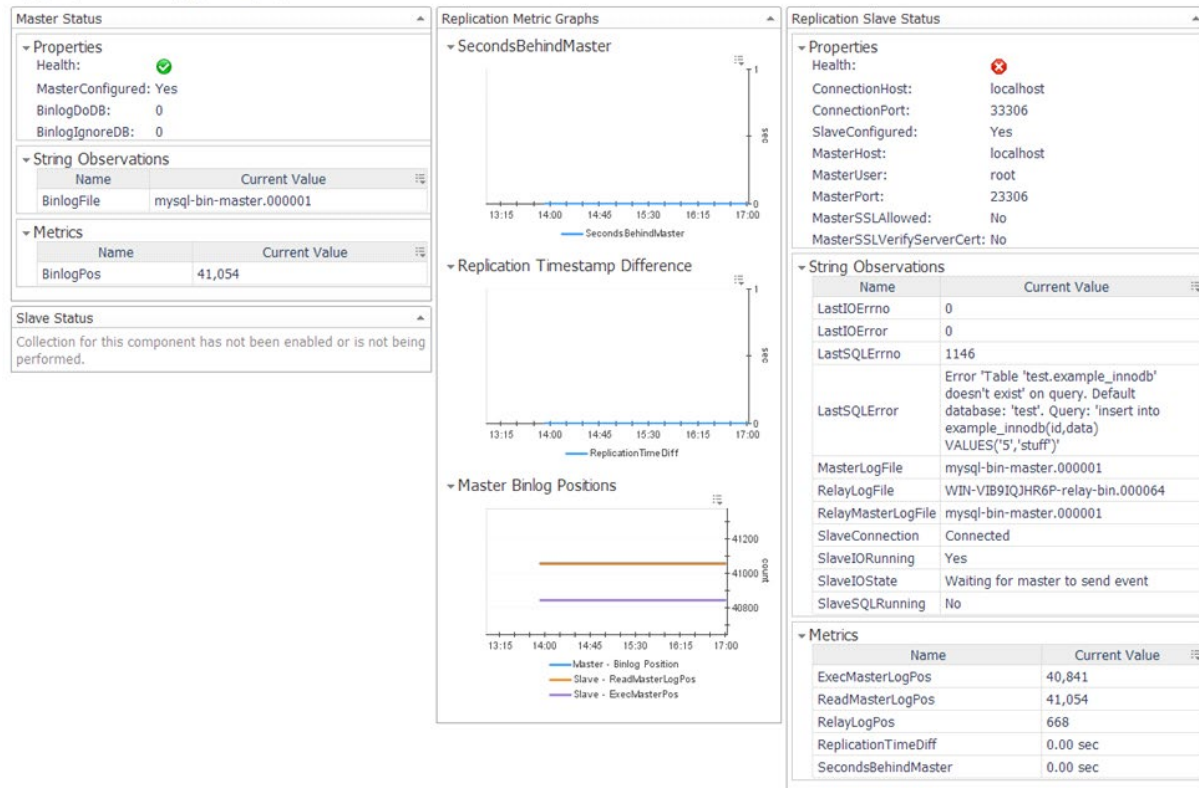 Master Status
Properties
Health:
MasterConfigured: Yes
BinlogDoDB: 0
BinlogIgnoreDB: 0
String Observations
Name Current Value
BinlogFile mysql-bin-master.000001
Metrics
Name Current Value
BinlogPos 41,054
Slave Status
Collection for this component has not been enabled or is not being
performed.
Replication Metric Graphs
SecondsBehindMaster
1
sec
0
13:15 14:00 14:45 15:30 16:15 17:00
SecondsBehindMaster
Replication Timestamp Difference
1
sec
0
13:15 14:00 14:45 15:30 16:15 17:00
ReplicationTimeDiff
Master Binlog Positions
41200
41000
count
40800
13:15 14:00 14:45 15:30 16:15 17:00
Master - Binlog Position
Slave - ReadMasterLogPos
Slave - ExecMasterPos
Replication Slave Status
Properties
Health:
ConnectionHost: localhost
ConnectionPort: 33306
SlaveConfigured: Yes
MasterHost: localhost
MasterUser: root
MasterPort: 23306
MasterSSLAllowed: No
MasterSSLVerifyServerCert: No
String Observations
Name Current Value
LastIOErrno 0
LastIOError 0
LastSQLErrno 1146
LastSQLError
Error 'Table 'test.example_innodb'
doesn't exist' on query. Default
database: 'test'. Query: 'insert into
example_innodb(id,data)
VALUES('5','stuff')'
MasterLogFile mysql-bin-master.000001
RelayLogFile WIN-VIB9IQJHR6P-relay-bin.000064
RelayMasterLogFile mysql-bin-master.000001
SlaveConnection Connected
SlaveIORunning Yes
SlaveIOState Waiting for master to send event
SlaveSQLRunning No
Metrics
Name Current Value
ExecMasterLogPos 40,841
ReadMasterLogPos 41,054
RelayLogPos 668
ReplicationTimeDiff 0.00 sec
SecondsBehindMaster 0.00 sec